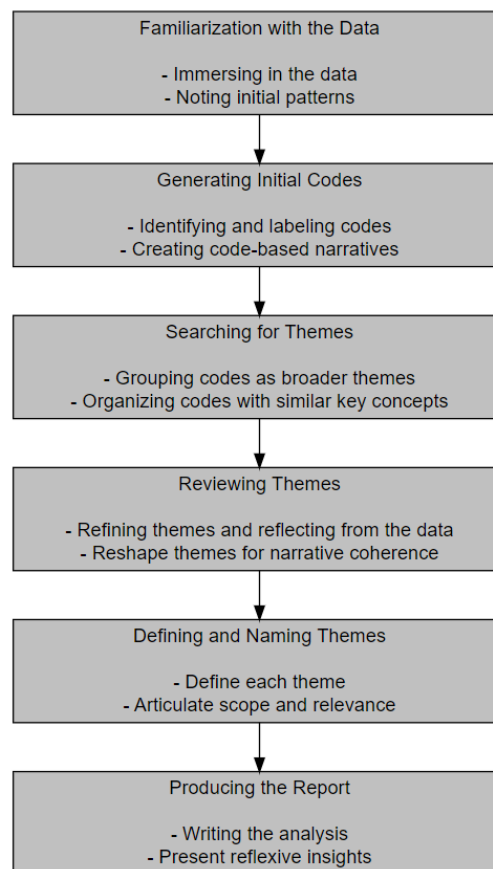 Familiarization with the Data
- Immersing in the data
- Noting initial patterns
Generating Initial Codes
- Identifying and labeling codes
- Creating code-based narratives
Searching for Themes
- Grouping codes as broader themes
- Organizing codes with similar key concepts
Reviewing Themes
- Refining themes and reflecting from the data
- Reshape themes for narrative coherence
Defining and Naming Themes
- Define each theme
- Articulate scope and relevance
Producing the Report
- Writing the analysis
- Present reflexive insights